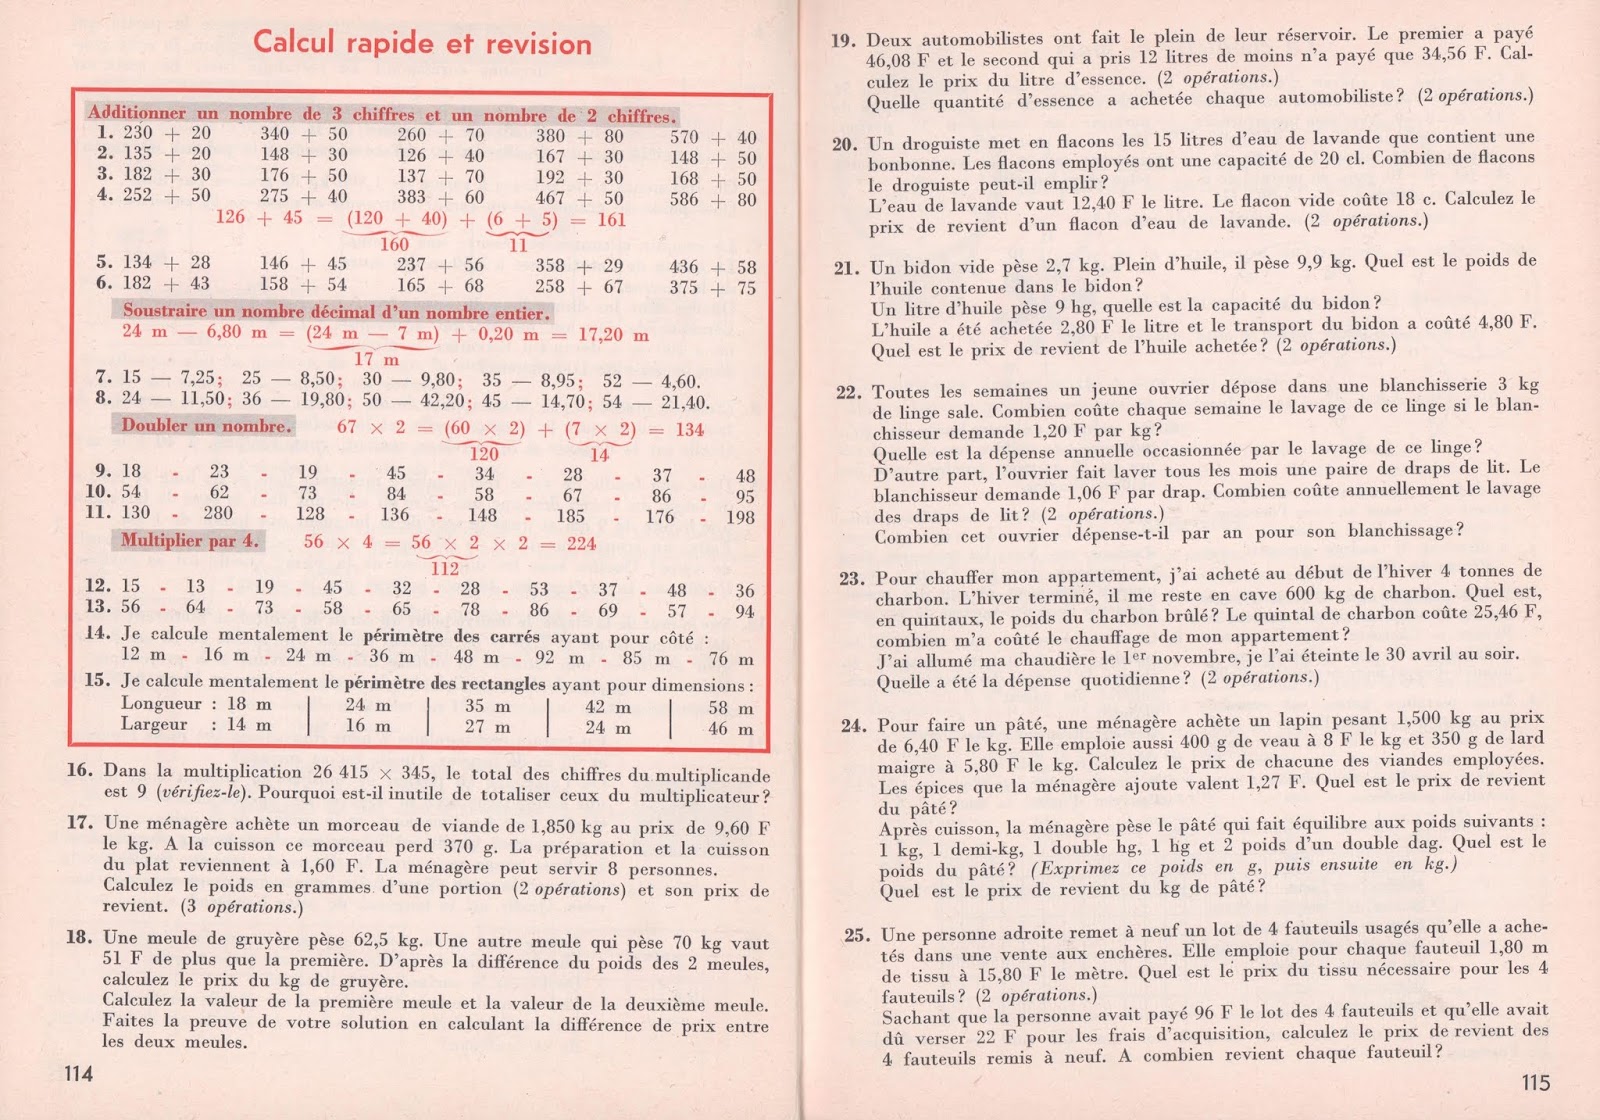 Calcul rapide et revision
Additionner un nombre de 3 chiffres et un nombre de 2 chiffres.
1. 230 + 20 340 + 50 260 + 70 380 + 80 570 + 40
2. 135 + 20 148 + 30 126 + 40 167 + 30 148 + 50
3. 182 + 30 176 + 50 137 + 70 192 + 30 168 + 50
4. 252 + 50 275 + 40 383 + 60 467 + 50 586 + 80
126 + 45 = (120 + 40) + (6 + 5) = 161
160 11
5. 134 + 28 146 + 45 237 + 56 358 + 29 436 + 58
6. 182 + 43 158 + 54 165 + 68 258 + 67 375 + 75
Soustraire un nombre décimal d'un nombre entier.
24 m — 6,80 m = (24 m — 7 m) + 0,20 m = 17,20 m
17 m
7. 15 — 7,25; 25 — 8,50; 30 — 9,80; 35 — 8,95; 52 — 4,60.
8. 24 — 11,50; 36 — 19,80; 50 — 42,20; 45 — 14,70; 54 — 21,40.
Doubler un nombre. 67 × 2 = (60 × 2) + (7 × 2) = 134
120 14
9. 18 - 23 - 19 - 45 - 34 - 28 - 37 - 48
10. 54 - 62 - 73 - 84 - 58 - 67 - 86 - 95
11. 130 - 280 - 128 - 136 - 148 - 185 - 176 - 198
Multiplier par 4. 56 × 4 = 56 × 2 × 2 = 224
112
12. 15 - 13 - 19 - 45 - 32 - 28 - 53 - 37 - 48 - 36
13. 56 - 64 - 73 - 58 - 65 - 78 - 86 - 69 - 57 - 94
14. Je calcule mentalement le périmètre des carrés ayant pour côté :
12 m - 16 m - 24 m - 36 m - 48 m - 92 m - 85 m - 76 m
15. Je calcule mentalement le périmètre des rectangles ayant pour dimensions :
Longueur : 18 m | 24 m | 35 m | 42 m | 58 m
Largeur : 14 m | 16 m | 27 m | 24 m | 46 m
16. Dans la multiplication 26 415 × 345, le total des chiffres du multiplicande
est 9 (vérifiez-le). Pourquoi est-il inutile de totaliser ceux du multiplicateur?
17. Une ménagère achète un morceau de viande de 1,850 kg au prix de 9,60 F
le kg. A la cuisson ce morceau perd 370 g. La préparation et la cuisson
du plat reviennent à 1,60 F. La ménagère peut servir 8 personnes.
Calculez le poids en grammes d'une portion (2 opérations) et son prix de
revient. (3 opérations.)
18. Une meule de gruyère pèse 62,5 kg. Une autre meule qui pèse 70 kg vaut
51 F de plus que la première. D'après la différence du poids des 2 meules,
calculez le prix du kg de gruyère.
Calculez la valeur de la première meule et la valeur de la deuxième meule.
Faites la preuve de votre solution en calculant la différence de prix entre
les deux meules.
114
19. Deux automobilistes ont fait le plein de leur réservoir. Le premier a payé
46,08 F et le second qui a pris 12 litres de moins n'a payé que 34,56 F. Cal-
culez le prix du litre d'essence. (2 opérations.)
Quelle quantité d'essence a achetée chaque automobiliste? (2 opérations.)
20. Un droguiste met en flacons les 15 litres d'eau de lavande que contient une
bonbonne. Les flacons employés ont une capacité de 20 cl. Combien de flacons
le droguiste peut-il emplir?
L'eau de lavande vaut 12,40 F le litre. Le flacon vide coûte 18 c. Calculez le
prix de revient d'un flacon d'eau de lavande. (2 opérations.)
21. Un bidon vide pèse 2,7 kg. Plein d'huile, il pèse 9,9 kg. Quel est le poids de
l'huile contenue dans le bidon?
Un litre d'huile pèse 9 hg, quelle est la capacité du bidon?
L'huile a été achetée 2,80 F le litre et le transport du bidon a coûté 4,80 F.
Quel est le prix de revient de l'huile achetée? (2 opérations.)
22. Toutes les semaines un jeune ouvrier dépose dans une blanchisserie 3 kg
de linge sale. Combien coûte chaque semaine le lavage de ce linge si le blan-
chisseur demande 1,20 F par kg?
Quelle est la dépense annuelle occasionnée par le lavage de ce linge?
D'autre part, l'ouvrier fait laver tous les mois une paire de draps de lit. Le
blanchisseur demande 1,06 F par drap. Combien coûte annuellement le lavage
des draps de lit? (2 opérations.)
Combien cet ouvrier dépense-t-il par an pour son blanchissage?
23. Pour chauffer mon appartement, j'ai acheté au début de l'hiver 4 tonnes de
charbon. L'hiver terminé, il me reste en cave 600 kg de charbon. Quel est,
en quintaux, le poids du charbon brûlé? Le quintal de charbon coûte 25,46 F,
combien m'a coûté le chauffage de mon appartement?
J'ai allumé ma chaudière le 1er novembre, je l'ai éteinte le 30 avril au soir.
Quelle a été la dépense quotidienne? (2 opérations.)
24. Pour faire un pâté, une ménagère achète un lapin pesant 1,500 kg au prix
de 6,40 F le kg. Elle emploie aussi 400 g de veau à 8 F le kg et 350 g de lard
maigre à 5,80 F le kg. Calculez le prix de chacune des viandes employées.
Les épices que la ménagère ajoute valent 1,27 F. Quel est le prix de revient
du pâté?
Après cuisson, la ménagère pèse le pâté qui fait équilibre aux poids suivants :
1 kg, 1 demi-kg, 1 double hg, 1 hg et 2 poids d'un double dag. Quel est le
poids du pâté? (Exprimez ce poids en g, puis ensuite en kg.)
Quel est le prix de revient du kg de pâté?
25. Une personne adroite remet à neuf un lot de 4 fauteuils usagés qu'elle a ache-
tés dans une vente aux enchères. Elle emploie pour chaque fauteuil 1,80 m
de tissu à 15,80 F le mètre. Quel est le prix du tissu nécessaire pour les 4
fauteuils? (2 opérations.)
Sachant que la personne avait payé 96 F le lot des 4 fauteuils et qu'elle avait
dû verser 22 F pour les frais d'acquisition, calculez le prix de revient des
4 fauteuils remis à neuf. A combien revient chaque fauteuil?
115